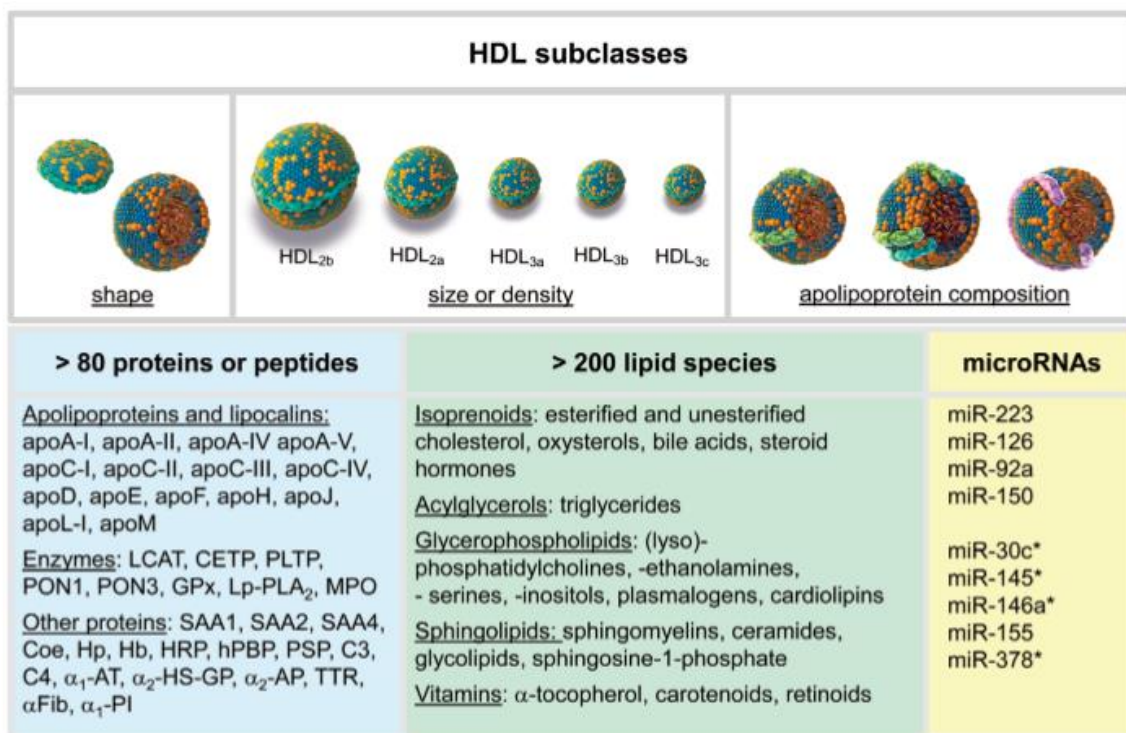 HDL subclasses
HDL2b
HDL2a
HDL3a
HDL3b
HDL3c
shape
size or density
apolipoprotein composition
> 80 proteins or peptides
Apolipoproteins and lipocalins:
apoA-I, apoA-II, apoA-IV apoA-V,
apoC-I, apoC-II, apoC-III, apoC-IV,
apoD, apoE, apoF, apoH, apoJ,
apoL-I, apoM
Enzymes: LCAT, CETP, PLTP,
PON1, PON3, GPx, Lp-PLA2, MPO
Other proteins: SAA1, SAA2, SAA4,
Coe, Hp, Hb, HRP, hPBP, PSP, C3,
C4, α1-AT, α2-HS-GP, α2-AP, TTR,
αFib, α1-PI
> 200 lipid species
Isoprenoids: esterified and unesterified
cholesterol, oxysterols, bile acids, steroid
hormones
Acylglycerols: triglycerides
Glycerophospholipids: (lyso)-
phosphatidylcholines, -ethanolamines,
- serines, -inositols, plasmalogens, cardiolipins
Sphingolipids: sphingomyelins, ceramides,
glycolipids, sphingosine-1-phosphate
Vitamins: α-tocopherol, carotenoids, retinoids
microRNAs
miR-223
miR-126
miR-92a
miR-150
miR-30c*
miR-145*
miR-146a*
miR-155
miR-378*